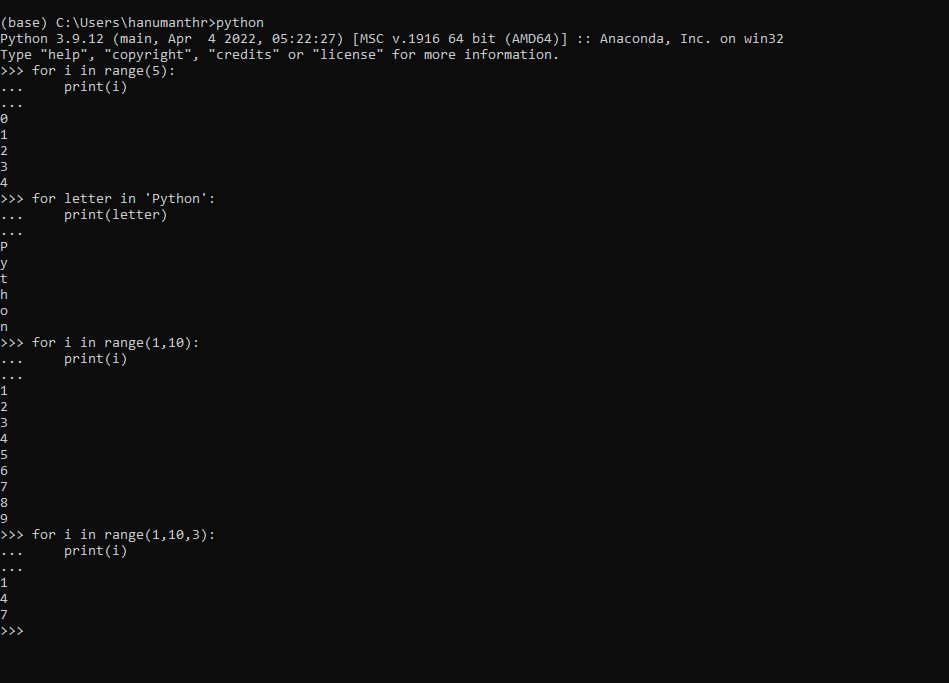 (base) C:\Users\hanumanthr>python
Python 3.9.12 (main, Apr  4 2022, 05:22:27) [MSC v.1916 64 bit (AMD64)] :: Anaconda, Inc. on win32
Type "help", "copyright", "credits" or "license" for more information.
>>> for i in range(5):
...     print(i)
...
0
1
2
3
4
>>> for letter in 'Python':
...     print(letter)
...
P
y
t
h
o
n
>>> for i in range(1,10):
...     print(i)
...
1
2
3
4
5
6
7
8
9
>>> for i in range(1,10,3):
...     print(i)
...
1
4
7
>>>